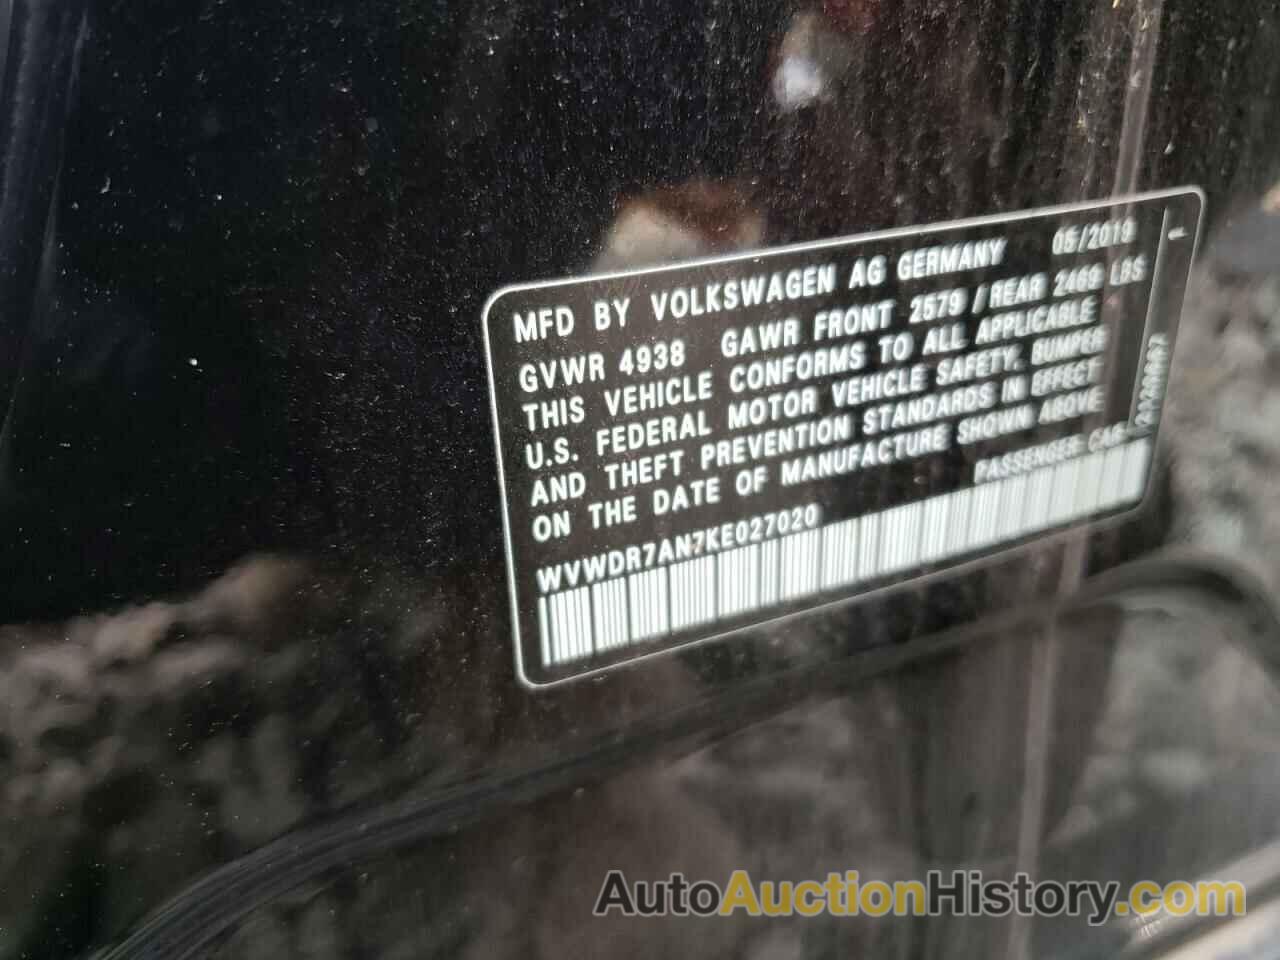 MFD BY VOLKSWAGEN AG GERMANY 05/2019
GVWR 4938 GAWR FRONT 2579 / REAR 2469 LBS
THIS VEHICLE CONFORMS TO ALL APPLICABLE
U.S. FEDERAL MOTOR VEHICLE SAFETY, BUMPER
AND THEFT PREVENTION STANDARDS IN EFFECT
ON THE DATE OF MANUFACTURE SHOWN ABOVE
WVWDR7AN7KE027020 PASSENGER CAR
AutoAuctionHistory.com